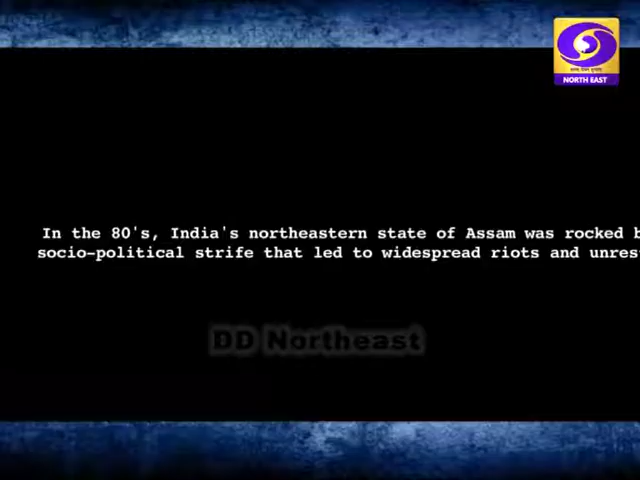 NORTH EAST
In the 80's, India's northeastern state of Assam was rocked b
socio-political strife that led to widespread riots and unres
DD Northeast